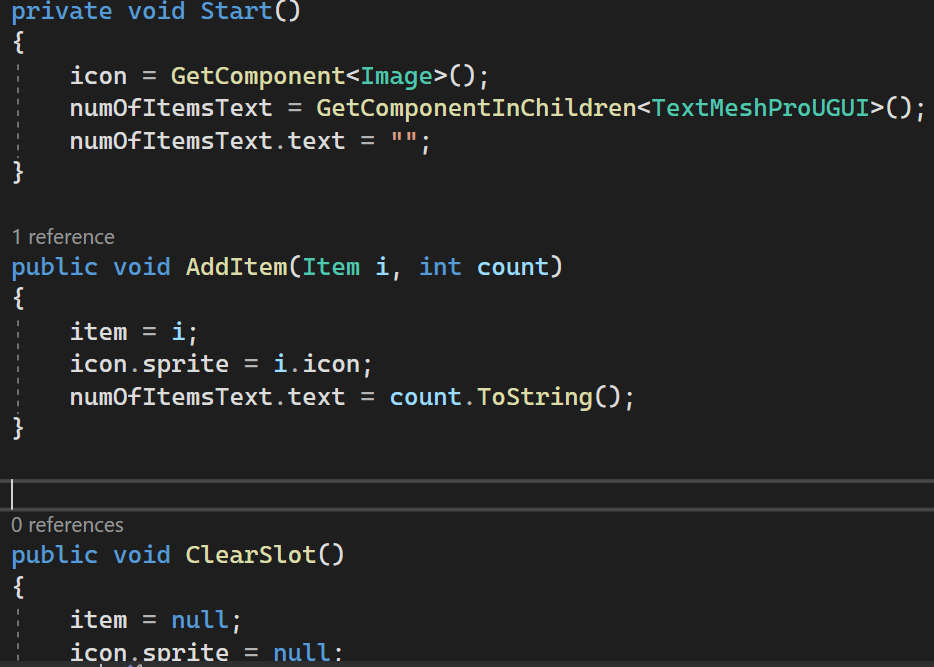 private void Start()
{
icon = GetComponent<Image>();
numOfItemsText = GetComponentInChildren<TextMeshProUGUI>();
numOfItemsText.text = "";
}
1 reference
public void AddItem(Item i, int count)
{
item = i;
icon.sprite = i.icon;
numOfItemsText.text = count.ToString();
}
0 references
public void ClearSlot()
{
item = null;
icon.sprite = null;